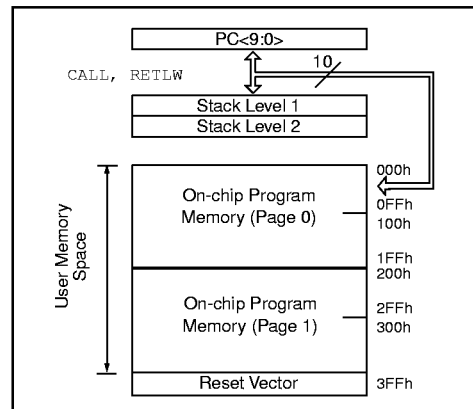 PC<9:0>
10
CALL, RETLW
Stack Level 1
Stack Level 2
000h
On-chip Program
Memory (Page 0)
0FFh
100h
1FFh
200h
User Memory
Space
On-chip Program
Memory (Page 1)
2FFh
300h
Reset Vector
3FFh